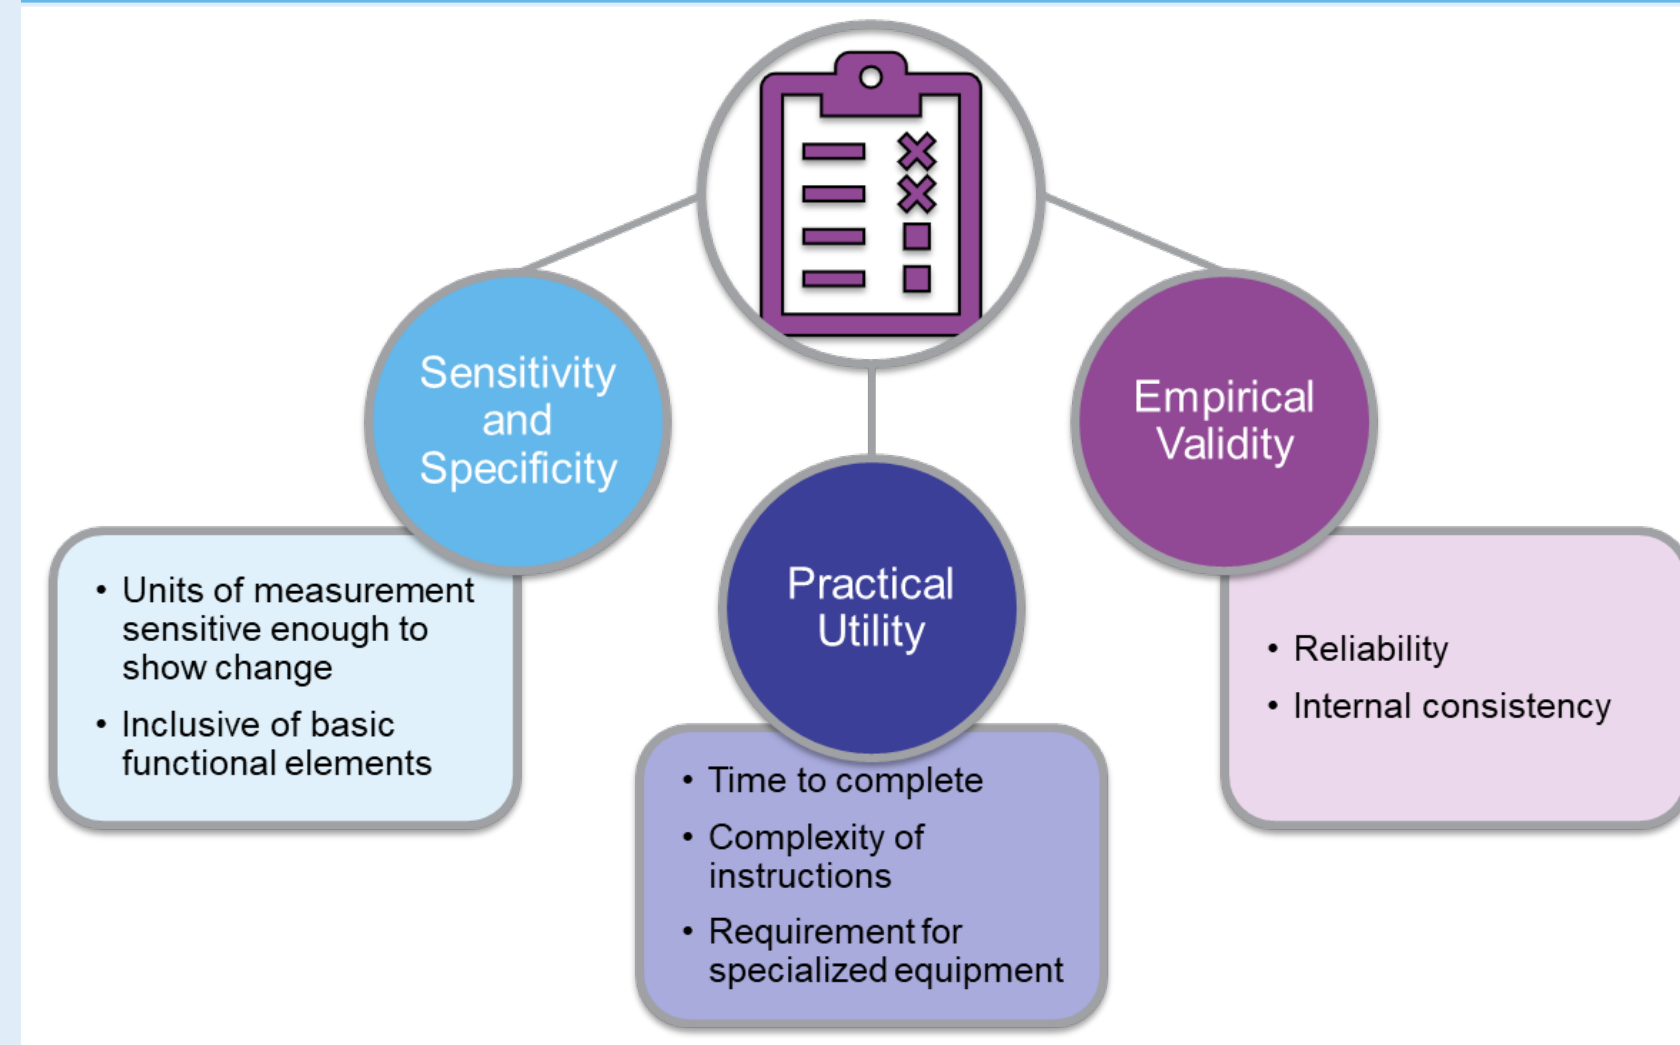 Sensitivity
and
Specificity
• Units of measurement
sensitive enough to
show change
• Inclusive of basic
functional elements
Practical
Utility
• Time to complete
• Complexity of
instructions
• Requirement for
specialized equipment
Empirical
Validity
• Reliability
• Internal consistency